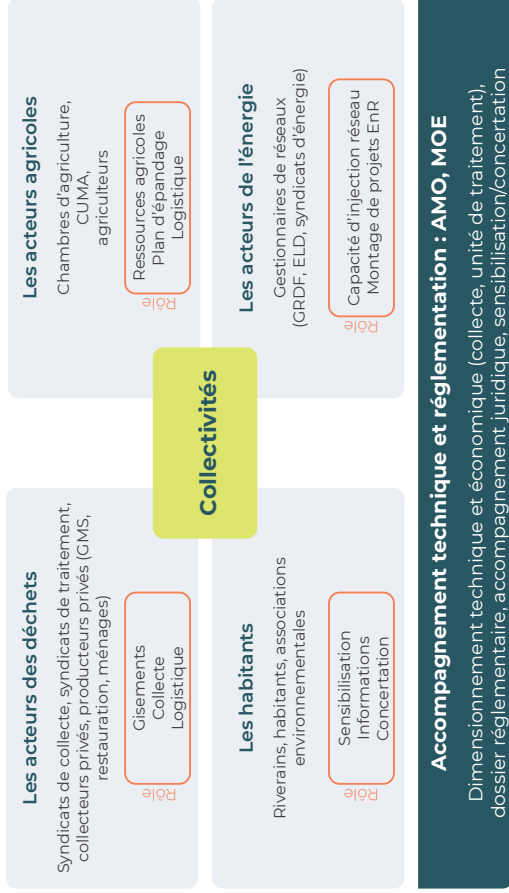 Les acteurs des déchets
Syndicats de collecte, syndicats de traitement,
collecteurs privés, producteurs privés (GMS,
restauration, ménages)
Rôle
Gisements
Collecte
Logistique
Les acteurs agricoles
Chambres d'agriculture,
CUMA,
agriculteurs
Rôle
Ressources agricoles
Plan d'épandage
Logistique
Collectivités
Les habitants
Riverains, habitants, associations
environnementales
Rôle
Sensibilisation
Informations
Concertation
Les acteurs de l'énergie
Gestionnaires de réseaux
(GRDF, ELD, syndicats d'énergie)
Rôle
Capacité d'injection réseau
Montage de projets EnR
Accompagnement technique et réglementation : AMO, MOE
Dimensionnement technique et économique (collecte, unité de traitement),
dossier réglementaire, accompagnement juridique, sensibilisation/concertation